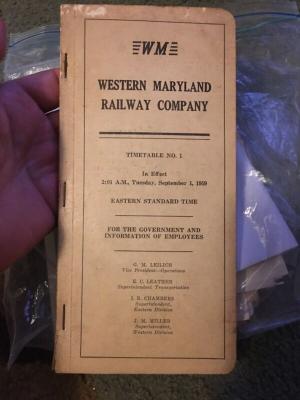 WM
WESTERN MARYLAND
RAILWAY COMPANY
TIMETABLE NO. 1
In Effect
2:01 A.M., Tuesday, September 1, 1959
EASTERN STANDARD TIME
FOR THE GOVERNMENT AND
INFORMATION OF EMPLOYEES
G. M. LEILICH
Vice President—Operations
E. C. LEATHER
Superintendent Transportation
I. R. CHAMBERS
Superintendent,
Eastern Division
J. M. MILLER
Superintendent,
Western Division